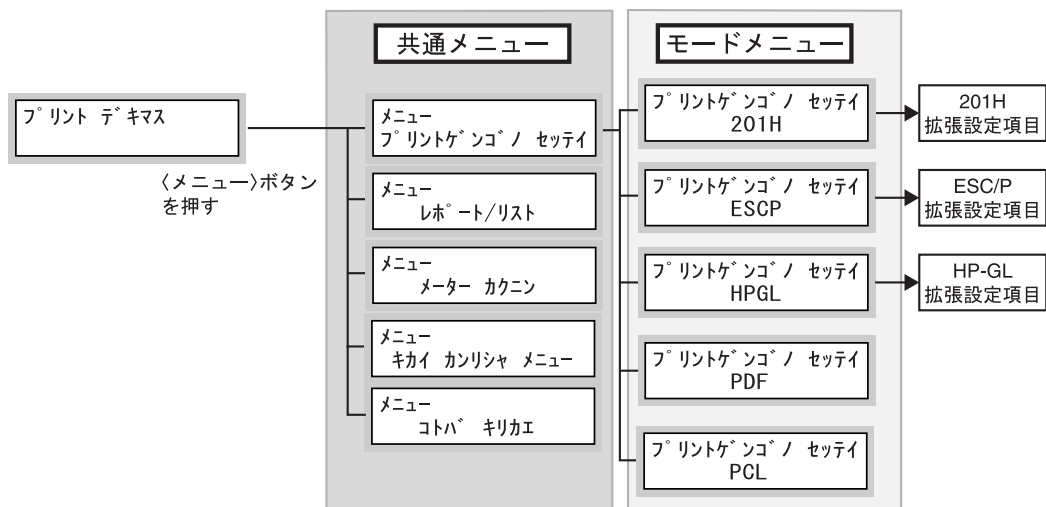 共通メニュー
モードメニュー
プリント デキマス
〈メニュー〉ボタン
を押す
メニュー
プリントゲンゴノ セッテイ
メニュー
レポート/リスト
メニュー
メーター カクニン
メニュー
キカイ カンリシャ メニュー
メニュー
コトバ キリカエ
プリントゲンゴノ セッテイ
201H
プリントゲンゴノ セッテイ
ESCP
プリントゲンゴノ セッテイ
HPGL
プリントゲンゴノ セッテイ
PDF
プリントゲンゴノ セッテイ
PCL
201H
拡張設定項目
ESC/P
拡張設定項目
HP-GL
拡張設定項目